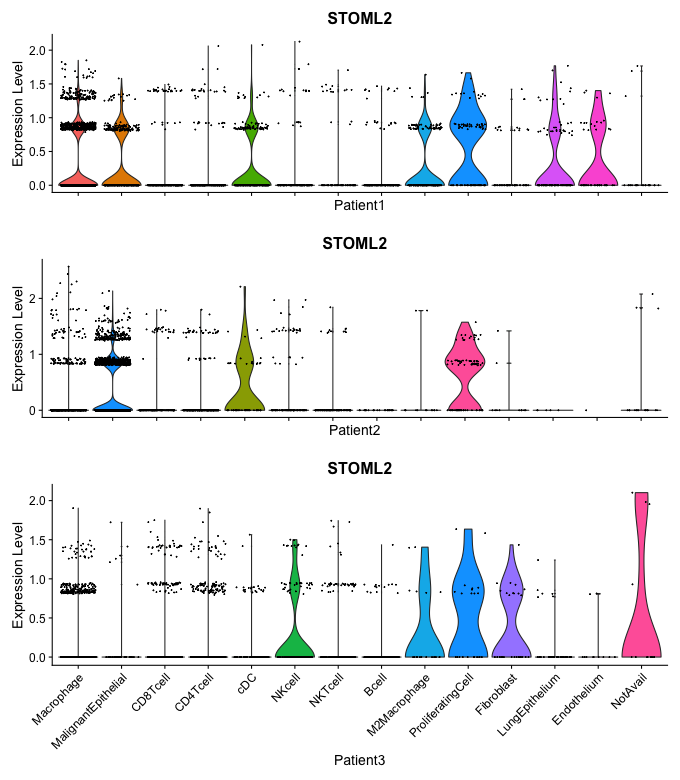 STOML2
Expression Level
2.0
1.5
1.0
0.5
0.0
Patient1
STOML2
Expression Level
2
1
0
Patient2
STOML2
Expression Level
2.0
1.5
1.0
0.5
0.0
Macrophage
MalignantEpithelial
CD8Tcell
CD4Tcell
cDC
NKcell
NKTcell
Bcell
M2Macrophage
ProliferatingCell
Fibroblast
LungEpithelium
Endothelium
NotAvail
Patient3